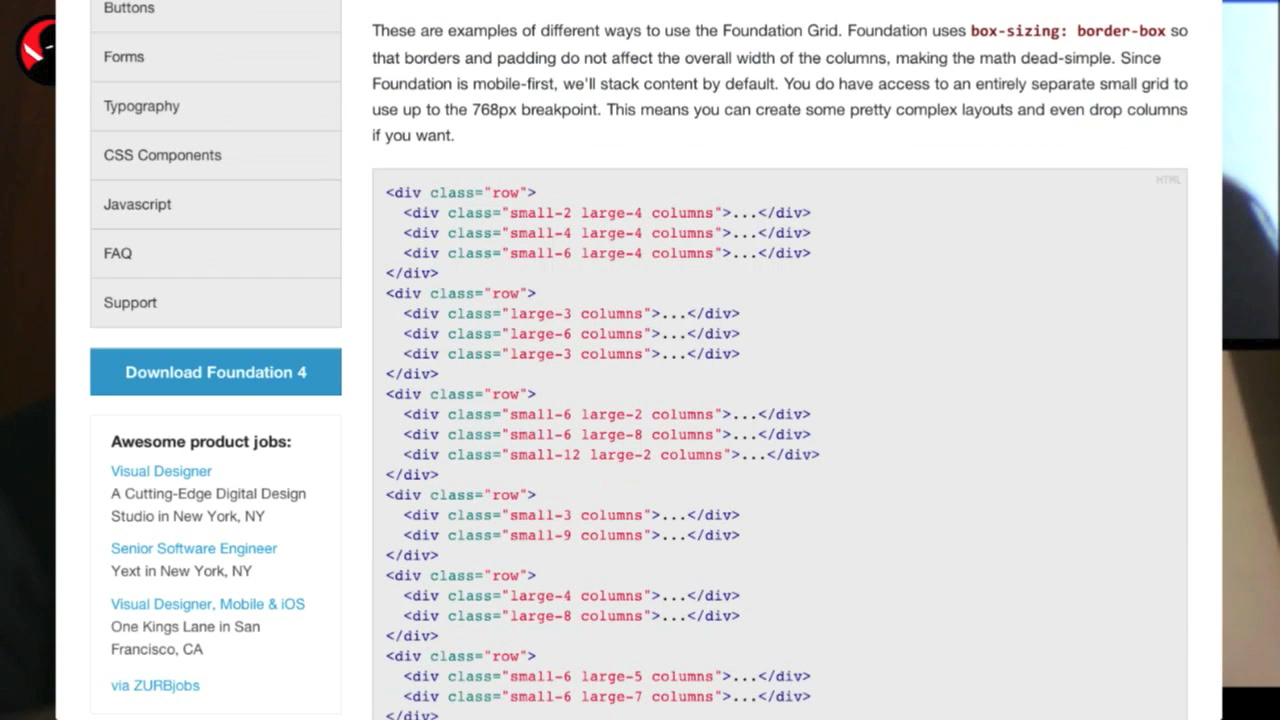 Buttons
Forms
Typography
CSS Components
Javascript
FAQ
Support
Download Foundation 4
Awesome product jobs:
Visual Designer
A Cutting-Edge Digital Design
Studio in New York, NY
Senior Software Engineer
Yext in New York, NY
Visual Designer, Mobile & iOS
One Kings Lane in San
Francisco, CA
via ZURBjobs
These are examples of different ways to use the Foundation Grid. Foundation uses box-sizing: border-box so
that borders and padding do not affect the overall width of the columns, making the math dead-simple. Since
Foundation is mobile-first, we'll stack content by default. You do have access to an entirely separate small grid to
use up to the 768px breakpoint. This means you can create some pretty complex layouts and even drop columns
if you want.
HTML
<div class="row">
<div class="small-2 large-4 columns">...</div>
<div class="small-4 large-4 columns">...</div>
<div class="small-6 large-4 columns">...</div>
</div>
<div class="row">
<div class="large-3 columns">...</div>
<div class="large-6 columns">...</div>
<div class="large-3 columns">...</div>
</div>
<div class="row">
<div class="small-6 large-2 columns">...</div>
<div class="small-6 large-8 columns">...</div>
<div class="small-12 large-2 columns">...</div>
</div>
<div class="row">
<div class="small-3 columns">...</div>
<div class="small-9 columns">...</div>
</div>
<div class="row">
<div class="large-4 columns">...</div>
<div class="large-8 columns">...</div>
</div>
<div class="row">
<div class="small-6 large-5 columns">...</div>
<div class="small-6 large-7 columns">...</div>
</div>